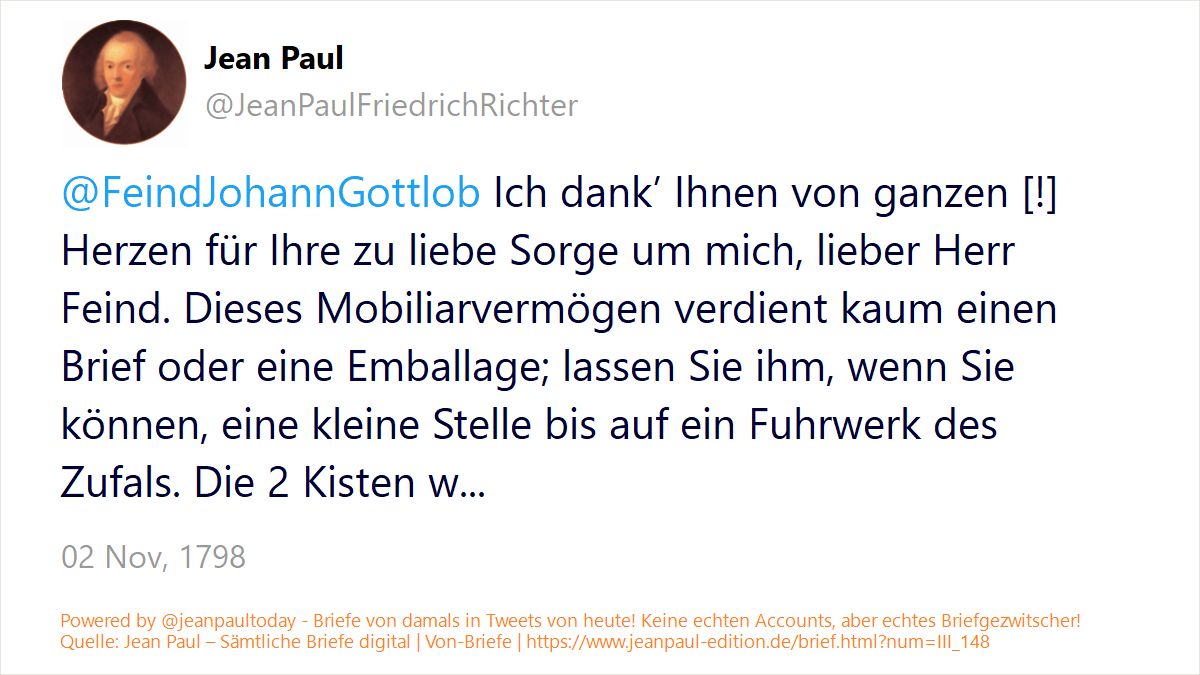 Jean Paul
@JeanPaulFriedrichRichter
@FeindJohannGottlob Ich dank’ Ihnen von ganzen [!]
Herzen für Ihre zu liebe Sorge um mich, lieber Herr
Feind. Dieses Mobiliarvermögen verdient kaum einen
Brief oder eine Emballage; lassen Sie ihm, wenn Sie
können, eine kleine Stelle bis auf ein Fuhrwerk des
Zufals. Die 2 Kisten w...
02 Nov, 1798
Powered by @jeanpaultoday - Briefe von damals in Tweets von heute! Keine echten Accounts, aber echtes Briefgezwitscher!
Quelle: Jean Paul – Sämtliche Briefe digital | Von-Briefe | https://www.jeanpaul-edition.de/brief.html?num=III_148